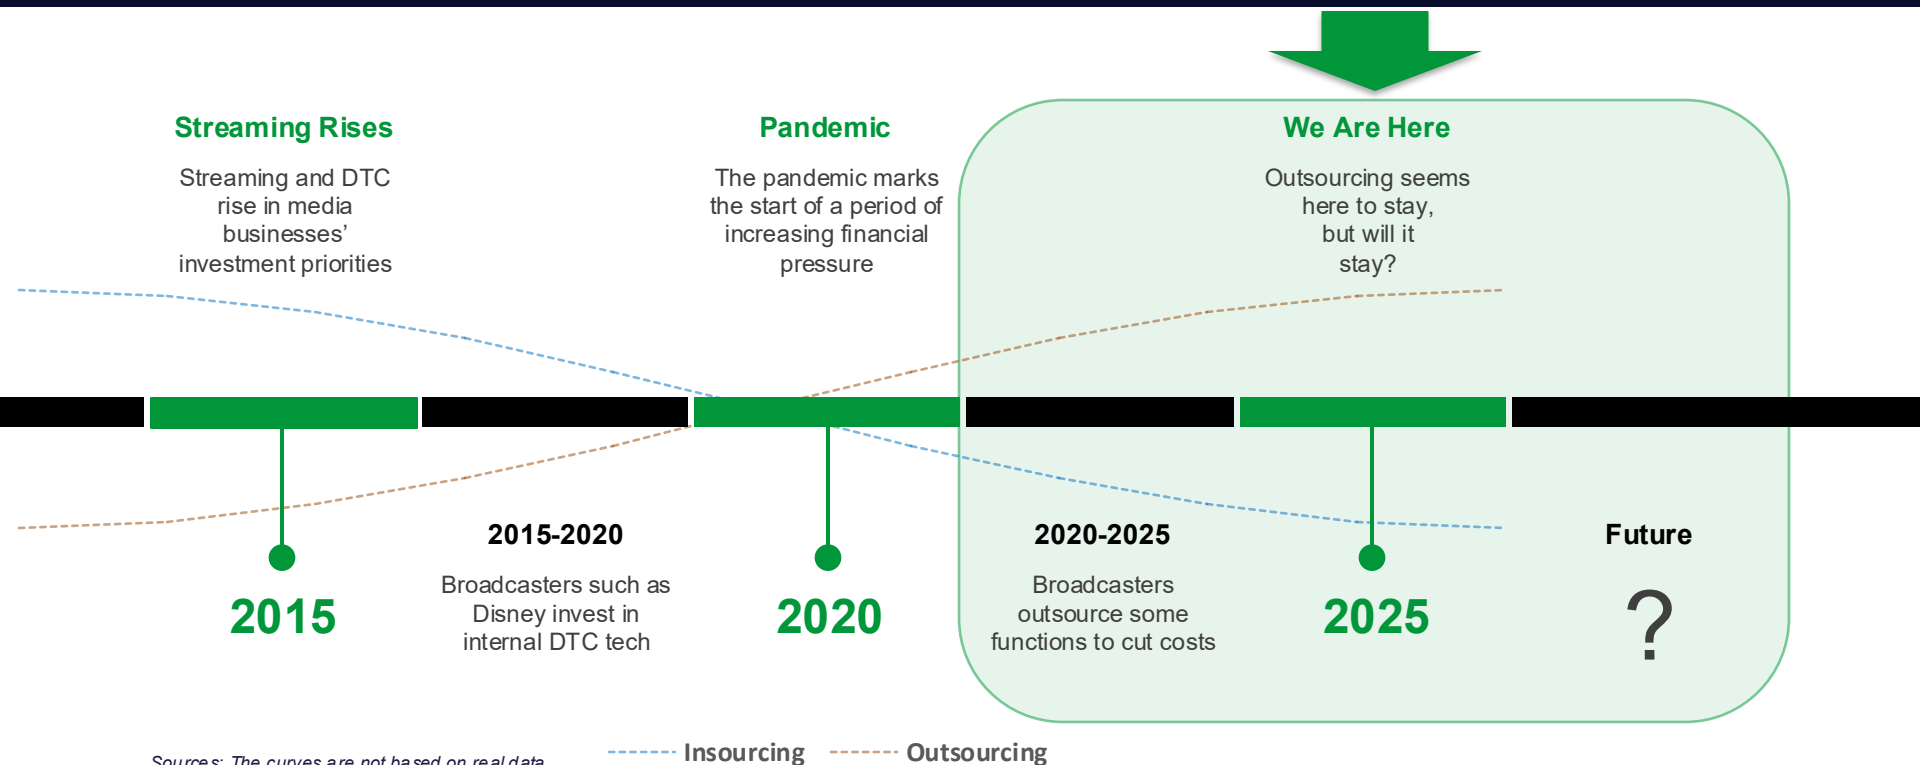 Streaming Rises
Streaming and DTC
rise in media
businesses’
investment priorities
Pandemic
The pandemic marks
the start of a period of
increasing financial
pressure
We Are Here
Outsourcing seems
here to stay,
but will it
stay?
2015
2015-2020
Broadcasters such as
Disney invest in
internal DTC tech
2020
2020-2025
Broadcasters
outsource some
functions to cut costs
2025
Future
?
Sources: The curves are not based on real data
Insourcing
Outsourcing